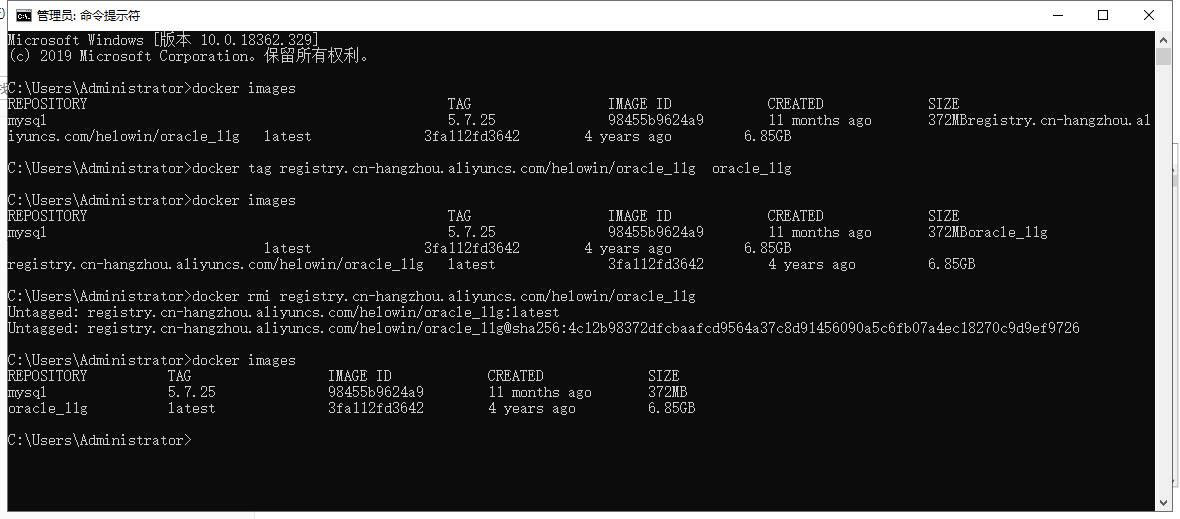 管理员: 命令提示符
Microsoft Windows [版本 10.0.18362.329]
(c) 2019 Microsoft Corporation。保留所有权利。
C:\Users\Administrator>docker images
REPOSITORY TAG IMAGE ID CREATED SIZE
mysql 5.7.25 98455b9624a9 11 months ago 372MBregistry.cn-hangzhou.al
iyuncs.com/helowin/oracle_11g latest 3fa112fd3642 4 years ago 6.85GB
C:\Users\Administrator>docker tag registry.cn-hangzhou.aliyuncs.com/helowin/oracle_11g oracle_11g
C:\Users\Administrator>docker images
REPOSITORY TAG IMAGE ID CREATED SIZE
mysql 5.7.25 98455b9624a9 11 months ago 372MBoracle_11g
latest 3fa112fd3642 4 years ago 6.85GB
registry.cn-hangzhou.aliyuncs.com/helowin/oracle_11g latest 3fa112fd3642 4 years ago 6.85GB
C:\Users\Administrator>docker rmi registry.cn-hangzhou.aliyuncs.com/helowin/oracle_11g
Untagged: registry.cn-hangzhou.aliyuncs.com/helowin/oracle_11g:latest
Untagged: registry.cn-hangzhou.aliyuncs.com/helowin/oracle_11g@sha256:4c12b98372dfcbaafcd9564a37c8d91456090a5c6fb07a4ec18270c9d9ef9726
C:\Users\Administrator>docker images
REPOSITORY TAG IMAGE ID CREATED SIZE
mysql 5.7.25 98455b9624a9 11 months ago 372MB
oracle_11g latest 3fa112fd3642 4 years ago 6.85GB
C:\Users\Administrator>